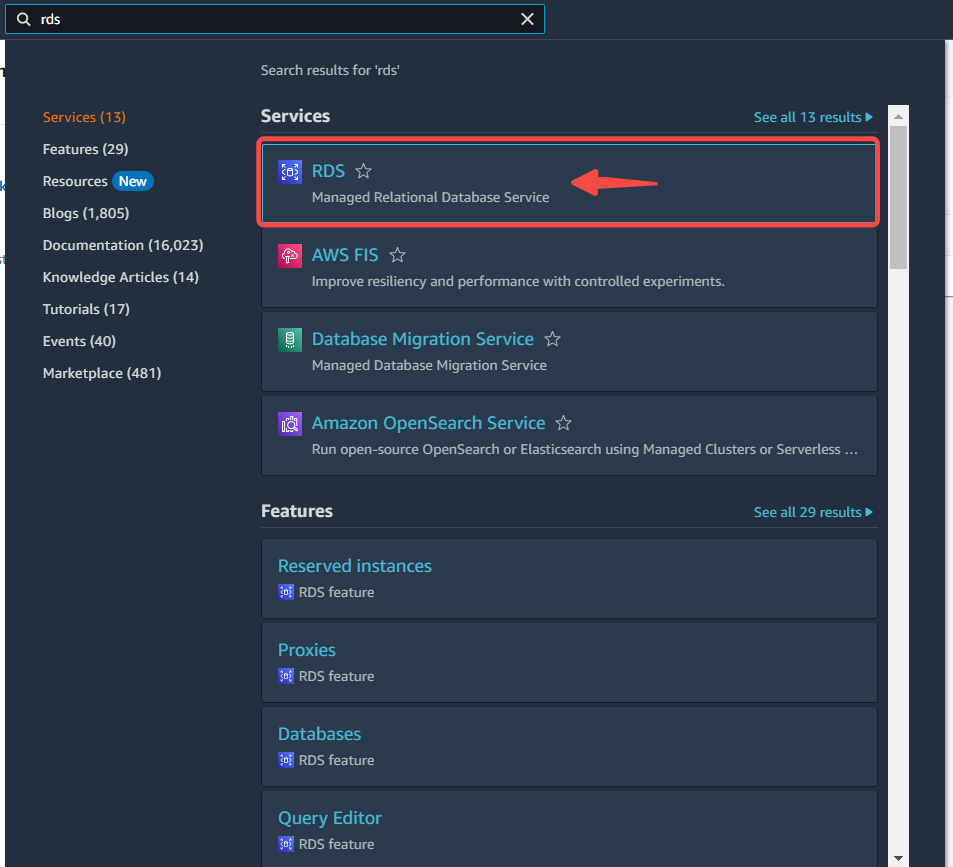 rds
Search results for 'rds'
Services (13)
Features (29)
Resources New
Blogs (1,805)
Documentation (16,023)
Knowledge Articles (14)
Tutorials (17)
Events (40)
Marketplace (481)
Services
See all 13 results
RDS
Managed Relational Database Service
AWS FIS
Improve resiliency and performance with controlled experiments.
Database Migration Service
Managed Database Migration Service
Amazon OpenSearch Service
Run open-source OpenSearch or Elasticsearch using Managed Clusters or Serverless ...
Features
See all 29 results
Reserved instances
RDS feature
Proxies
RDS feature
Databases
RDS feature
Query Editor
RDS feature